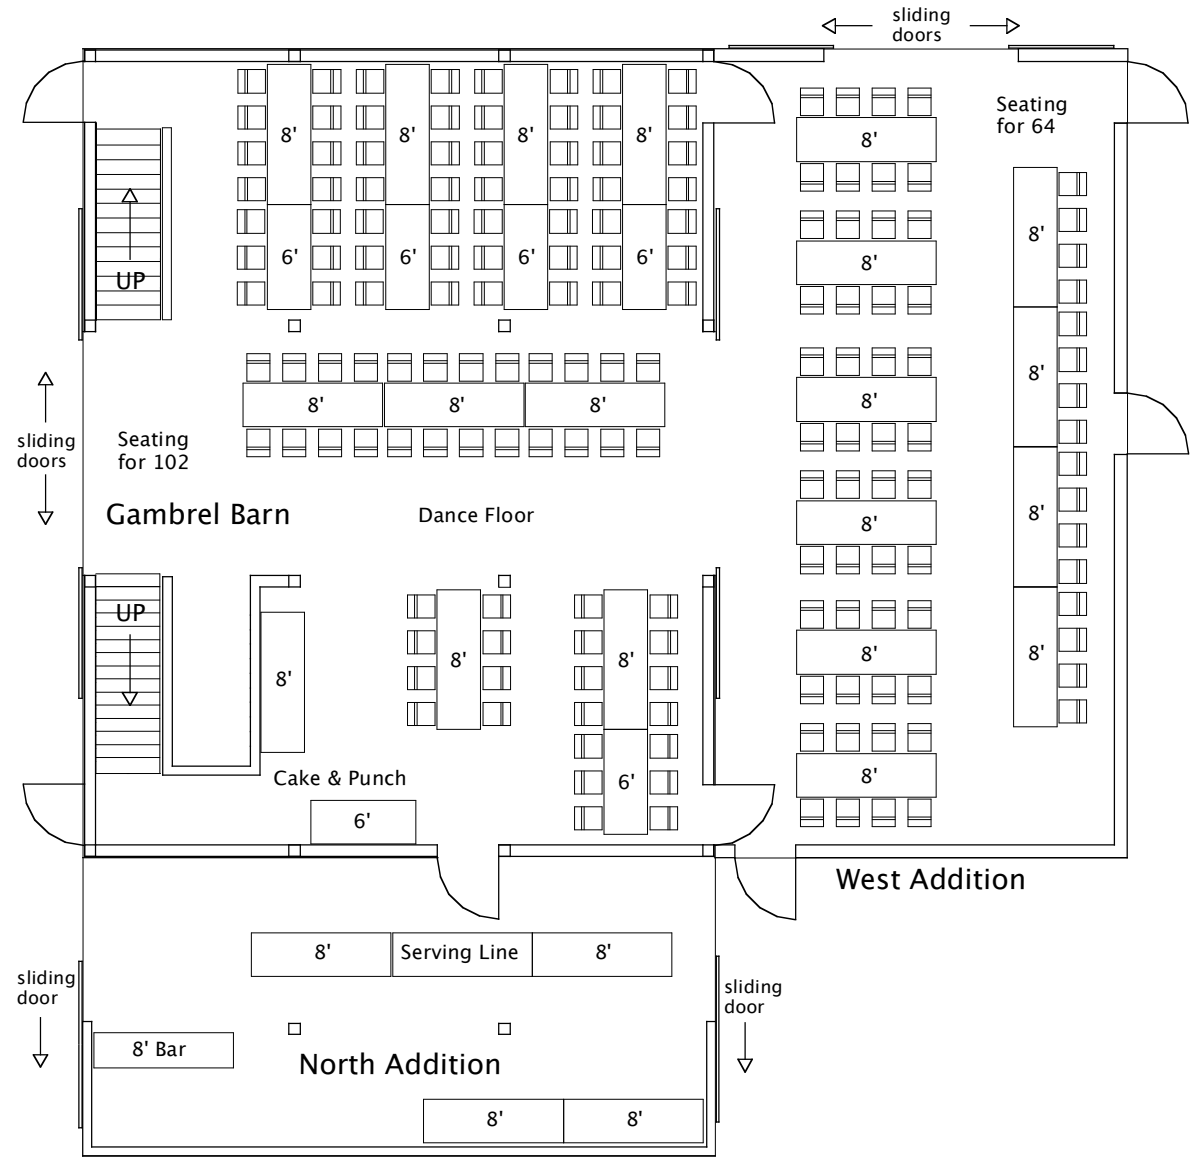 sliding
doors
Seating
for 64
8'
8'
8'
8'
8'
8'
6'
6'
6'
6'
8'
8'
UP
8'
8'
8'
8'
8'
8'
sliding
doors
Seating
for 102
Gambrel Barn
Dance Floor
8'
8'
UP
8'
8'
8'
8'
8'
Cake & Punch
6'
8'
6'
West Addition
8'
Serving Line
8'
sliding
door
sliding
door
8' Bar
North Addition
8'
8'